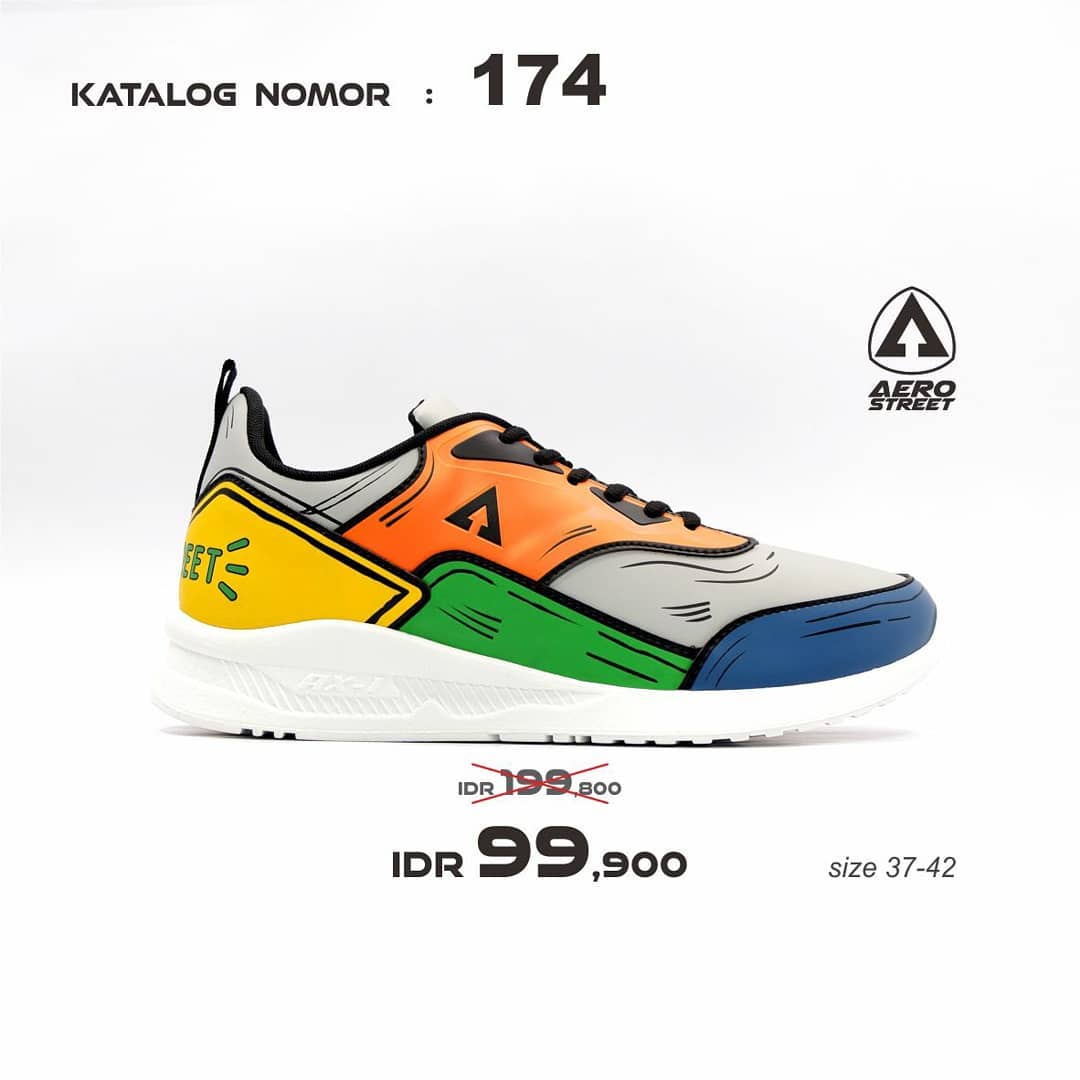 KATALOG NOMOR : 174
AERO
STREET
EET
AX-1
IDR 199,800
IDR 99,900
size 37-42